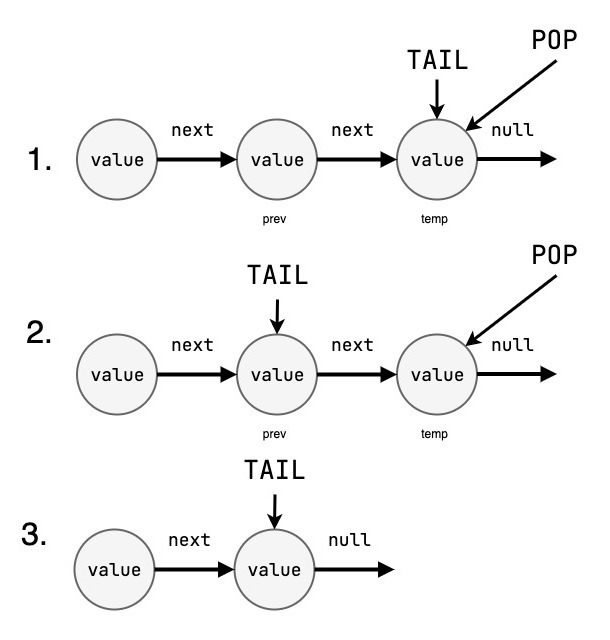 POP
TAIL
next next null
1. value value value
prev temp
POP
TAIL
2. next next null
value value value
prev temp
TAIL
3. next null
value value